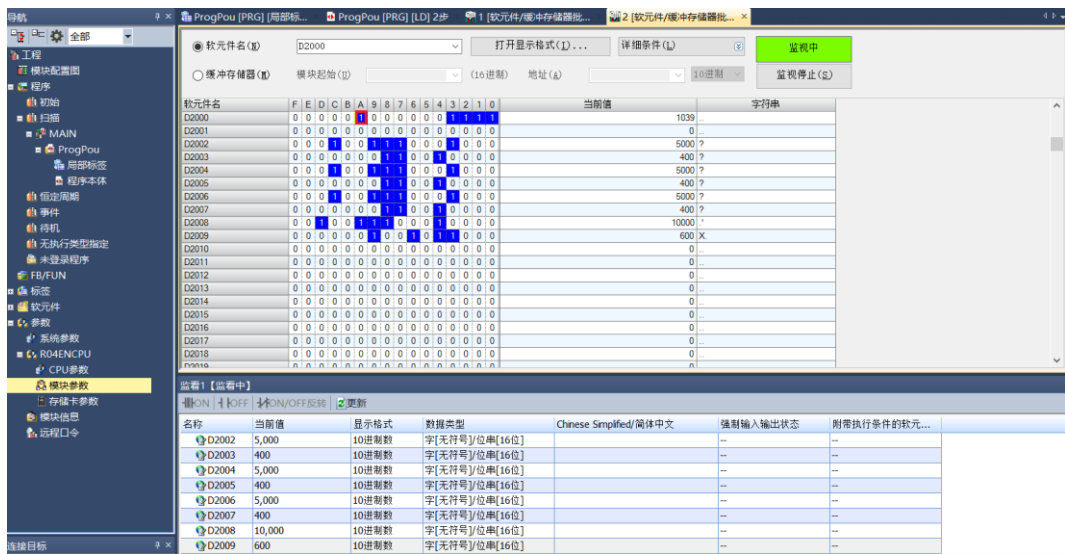 导航
全部
工程
模块配置图
程序
初始
扫描
MAIN
ProgPou
局部标签
程序本体
恒定周期
事件
待机
无执行类型指定
未登录程序
FB/FUN
标签
软元件
参数
系统参数
R04ENCPU
CPU参数
模块参数
存储卡参数
模块信息
远程口令
连接目标
ProgPou [PRG] [局部标... ProgPou [PRG] [LD] 2步 1 [软元件/缓冲存储器批... 2 [软元件/缓冲存储器批...
软元件名(N) D2000 打开显示格式(I)... 详细条件(L) 监视中
缓冲存储器(M) 模块起始(U) (16进制) 地址(A) 10进制 监视停止(S)
软元件名 F E D C B A 9 8 7 6 5 4 3 2 1 0 当前值 字符串
D2000 0 0 0 0 0 1 0 0 0 0 0 0 1 1 1 1 1039 ..
D2001 0 0 0 0 0 0 0 0 0 0 0 0 0 0 0 0 0 ..
D2002 0 0 0 1 0 0 1 1 1 0 0 0 1 0 0 0 5000 ?
D2003 0 0 0 0 0 0 0 1 1 0 0 1 0 0 0 0 400 ?
D2004 0 0 0 1 0 0 1 1 1 0 0 0 1 0 0 0 5000 ?
D2005 0 0 0 0 0 0 0 1 1 0 0 1 0 0 0 0 400 ?
D2006 0 0 0 1 0 0 1 1 1 0 0 0 1 0 0 0 5000 ?
D2007 0 0 0 0 0 0 0 1 1 0 0 1 0 0 0 0 400 ?
D2008 0 0 1 0 0 1 1 1 0 0 0 1 0 0 0 0 10000 .'
D2009 0 0 0 0 0 0 1 0 0 1 0 1 1 0 0 0 600 X.
D2010 0 0 0 0 0 0 0 0 0 0 0 0 0 0 0 0 0 ..
D2011 0 0 0 0 0 0 0 0 0 0 0 0 0 0 0 0 0 ..
D2012 0 0 0 0 0 0 0 0 0 0 0 0 0 0 0 0 0 ..
D2013 0 0 0 0 0 0 0 0 0 0 0 0 0 0 0 0 0 ..
D2014 0 0 0 0 0 0 0 0 0 0 0 0 0 0 0 0 0 ..
D2015 0 0 0 0 0 0 0 0 0 0 0 0 0 0 0 0 0 ..
D2016 0 0 0 0 0 0 0 0 0 0 0 0 0 0 0 0 0 ..
D2017 0 0 0 0 0 0 0 0 0 0 0 0 0 0 0 0 0 ..
D2018 0 0 0 0 0 0 0 0 0 0 0 0 0 0 0 0 0 ..
D2019 0 0 0 0 0 0 0 0 0 0 0 0 0 0 0 0 0
监看1【监看中】
ON OFF ON/OFF反转 更新
名称 当前值 显示格式 数据类型 Chinese Simplified/简体中文 强制输入输出状态 附带执行条件的软元...
D2002 5,000 10进制数 字[无符号]/位串[16位] -- --
D2003 400 10进制数 字[无符号]/位串[16位] -- --
D2004 5,000 10进制数 字[无符号]/位串[16位] -- --
D2005 400 10进制数 字[无符号]/位串[16位] -- --
D2006 5,000 10进制数 字[无符号]/位串[16位] -- --
D2007 400 10进制数 字[无符号]/位串[16位] -- --
D2008 10,000 10进制数 字[无符号]/位串[16位] -- --
D2009 600 10进制数 字[无符号]/位串[16位] -- --